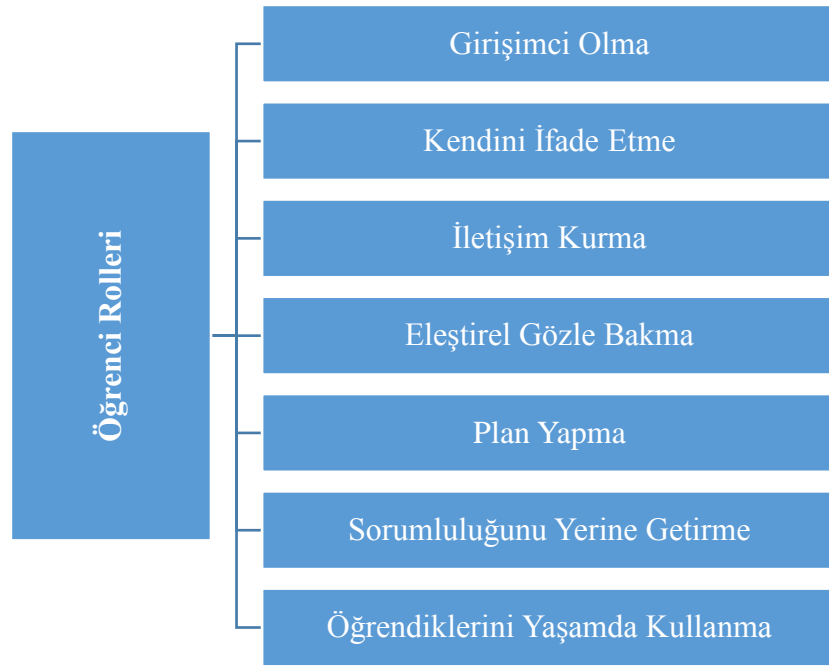 Öğrenci Rolleri
Girişimci Olma
Kendini İfade Etme
İletişim Kurma
Eleştirel Gözle Bakma
Plan Yapma
Sorumluluğunu Yerine Getirme
Öğrendiklerini Yaşamda Kullanma